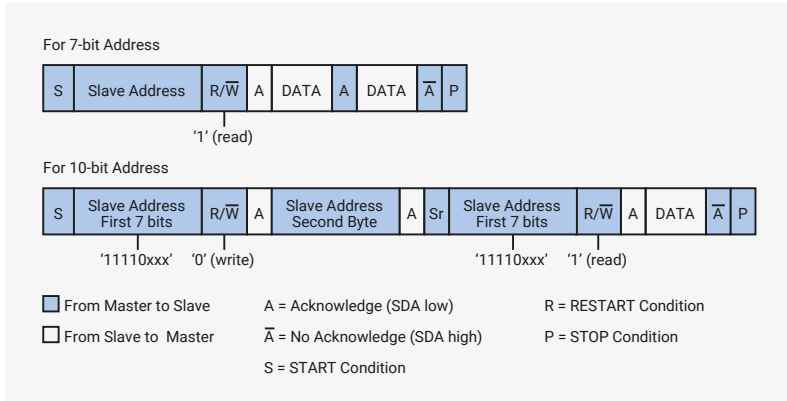 For 7-bit Address
S Slave Address R/W̅ A DATA A DATA A̅ P
‘1’ (read)
For 10-bit Address
S Slave Address First 7 bits R/W̅ A Slave Address Second Byte A Sr Slave Address First 7 bits R/W̅ A DATA A̅ P
‘11110xxx’ ‘0’ (write) ‘11110xxx’ ‘1’ (read)
From Master to Slave A = Acknowledge (SDA low) R = RESTART Condition
From Slave to Master A̅ = No Acknowledge (SDA high) P = STOP Condition
S = START Condition